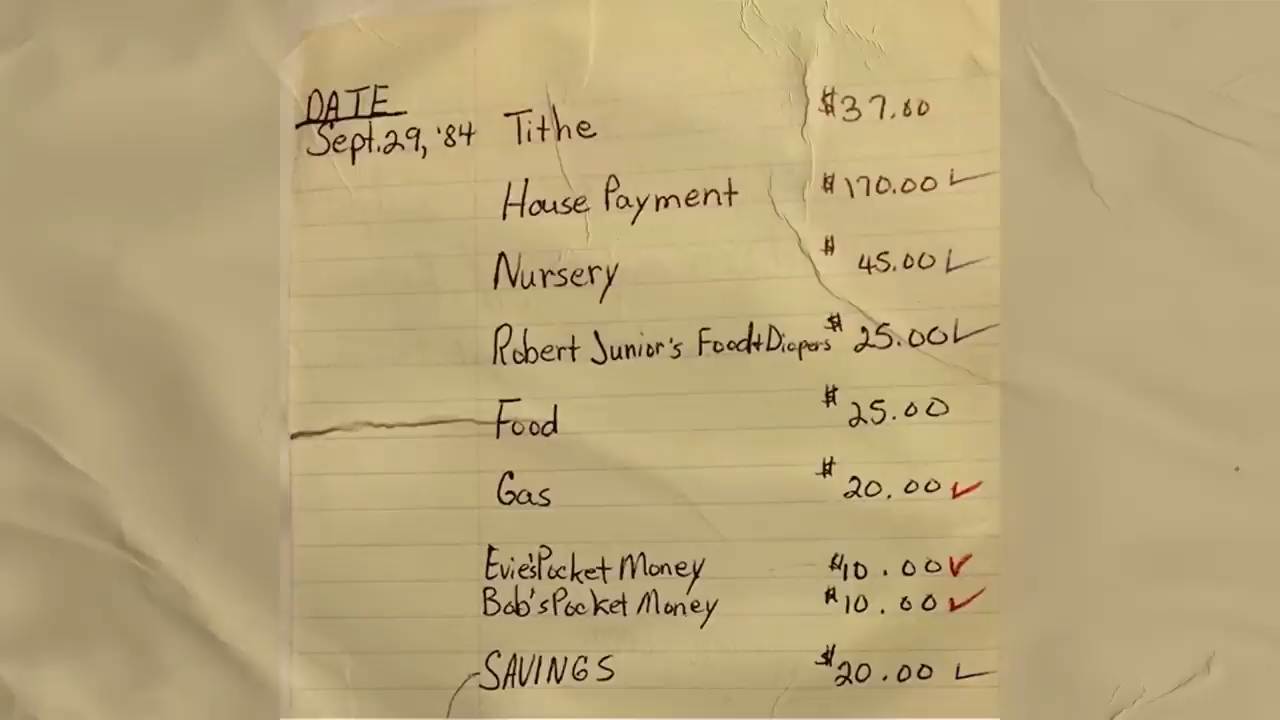 DATE
Sept. 29, '84 Tithe $37.00
House Payment $170.00 ✓
Nursery $45.00 ✓
Robert Junior's Food+Diapers $25.00 ✓
Food $25.00
Gas $20.00 ✓
Evie's Pocket Money $10.00 ✓
Bob's Pocket Money $10.00 ✓
SAVINGS $20.00 ✓